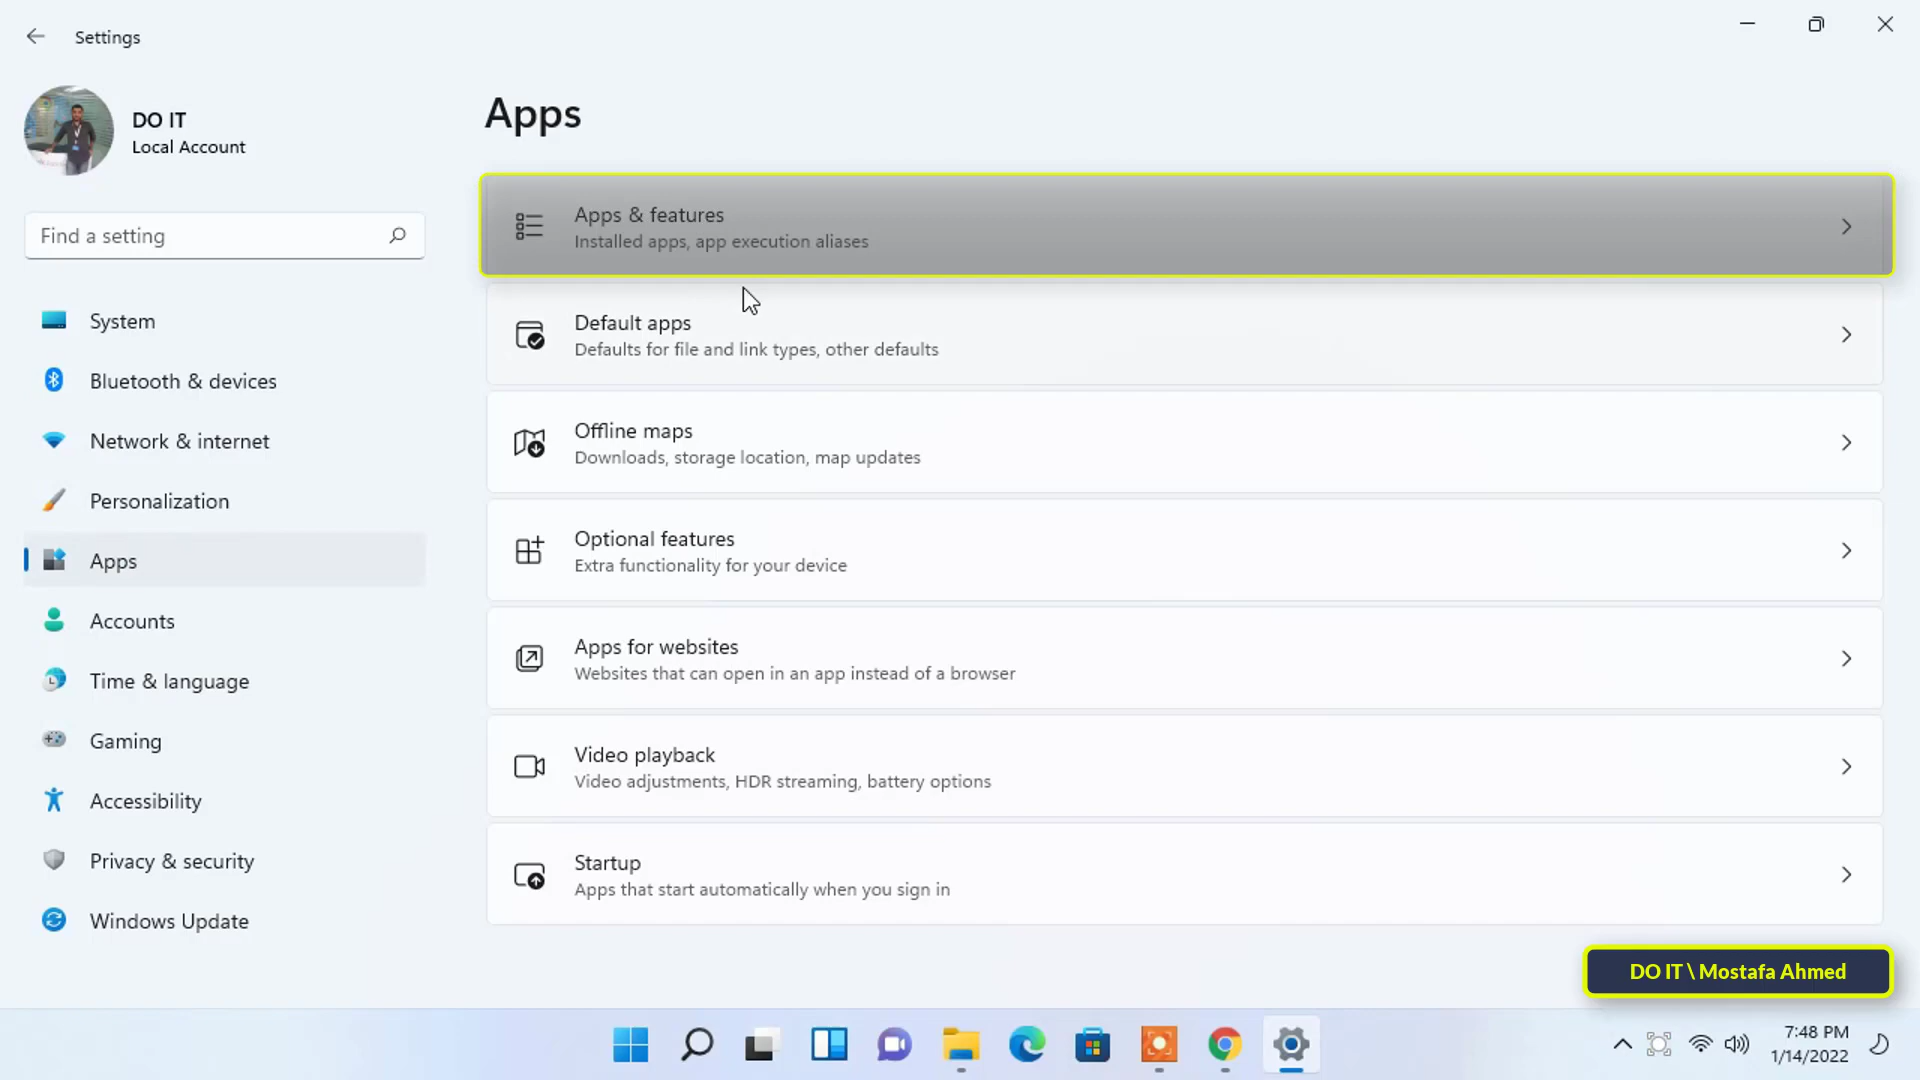 Settings
DO IT
Local Account
Find a setting
System
Bluetooth & devices
Network & internet
Personalization
Apps
Accounts
Time & language
Gaming
Accessibility
Privacy & security
Windows Update
Apps
Apps & features
Installed apps, app execution aliases
Default apps
Defaults for file and link types, other defaults
Offline maps
Downloads, storage location, map updates
Optional features
Extra functionality for your device
Apps for websites
Websites that can open in an app instead of a browser
Video playback
Video adjustments, HDR streaming, battery options
Startup
Apps that start automatically when you sign in
DO IT \ Mostafa Ahmed
7:48 PM
1/14/2022